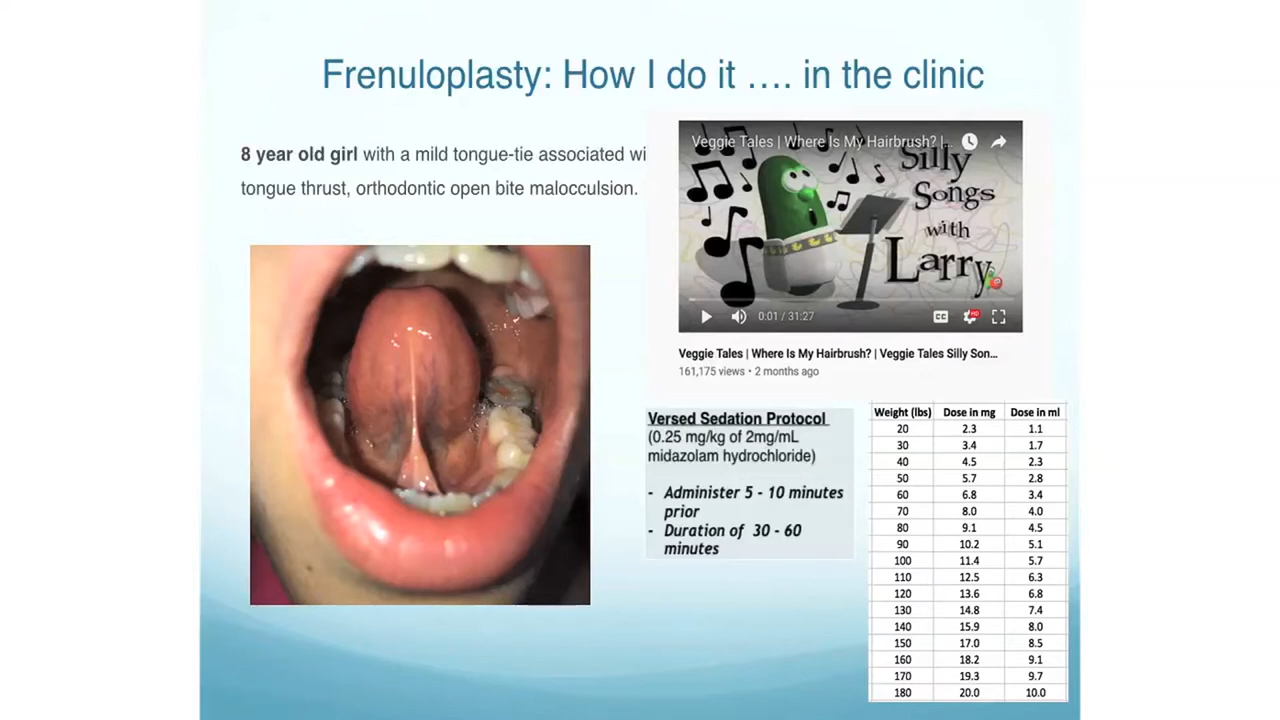 Frenuloplasty: How I do it .... in the clinic
8 year old girl with a mild tongue-tie associated wi
tongue thrust, orthodontic open bite malocculsion.
Veggie Tales | Where Is My Hairbrush? |...
Silly
Songs
with
Larry
0:01 / 31:27
CC
HD
Veggie Tales | Where Is My Hairbrush? | Veggie Tales Silly Son...
161,175 views • 2 months ago
Versed Sedation Protocol
(0.25 mg/kg of 2mg/mL
midazolam hydrochloride)
- Administer 5 - 10 minutes
prior
- Duration of 30 - 60
minutes
Weight (lbs) Dose in mg Dose in ml
20 2.3 1.1
30 3.4 1.7
40 4.5 2.3
50 5.7 2.8
60 6.8 3.4
70 8.0 4.0
80 9.1 4.5
90 10.2 5.1
100 11.4 5.7
110 12.5 6.3
120 13.6 6.8
130 14.8 7.4
140 15.9 8.0
150 17.0 8.5
160 18.2 9.1
170 19.3 9.7
180 20.0 10.0